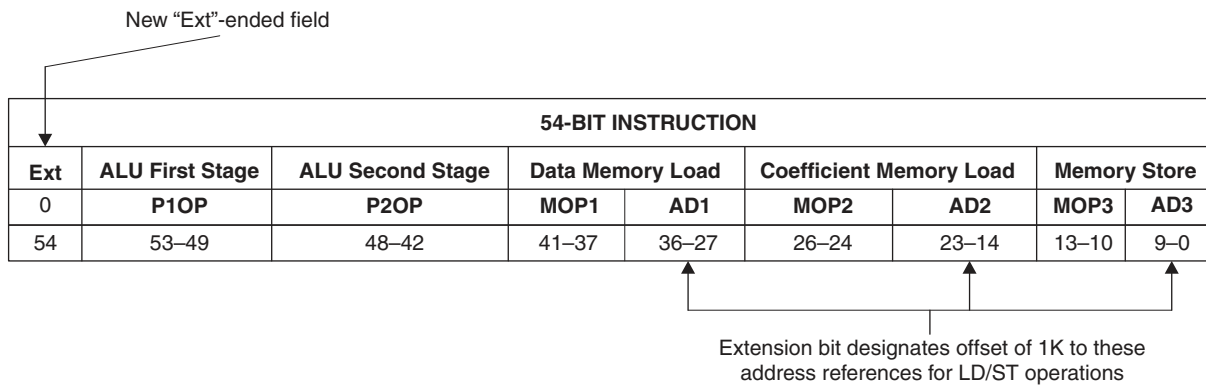 New “Ext”-ended field
54-BIT INSTRUCTION
Ext ALU First Stage ALU Second Stage Data Memory Load Coefficient Memory Load Memory Store
0 P1OP P2OP MOP1 AD1 MOP2 AD2 MOP3 AD3
54 53–49 48–42 41–37 36–27 26–24 23–14 13–10 9–0
Extension bit designates offset of 1K to these
address references for LD/ST operations